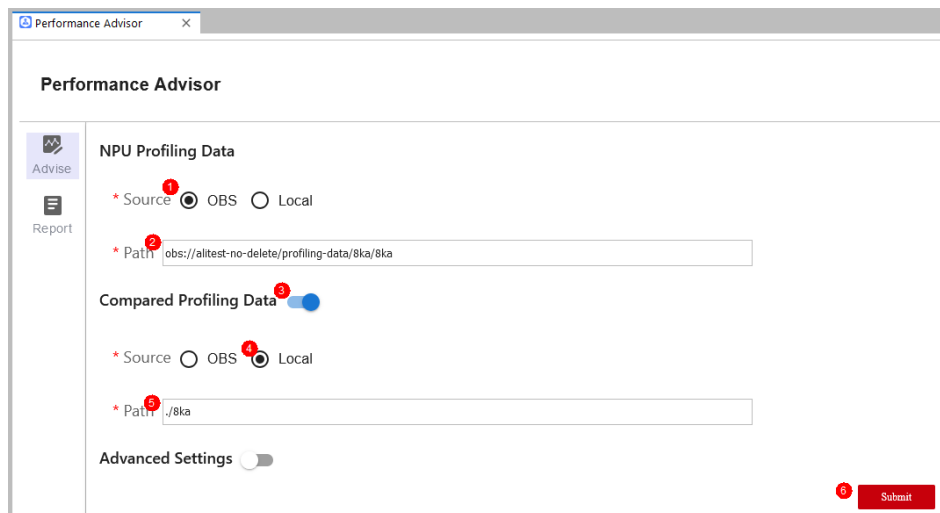 Performance Advisor
Performance Advisor
Advise
Report
NPU Profiling Data
1
* Source OBS Local
2
* Path obs://alitest-no-delete/profiling-data/8ka/8ka
3
Compared Profiling Data
4
* Source OBS Local
5
* Path ./8ka
Advanced Settings
6 Submit